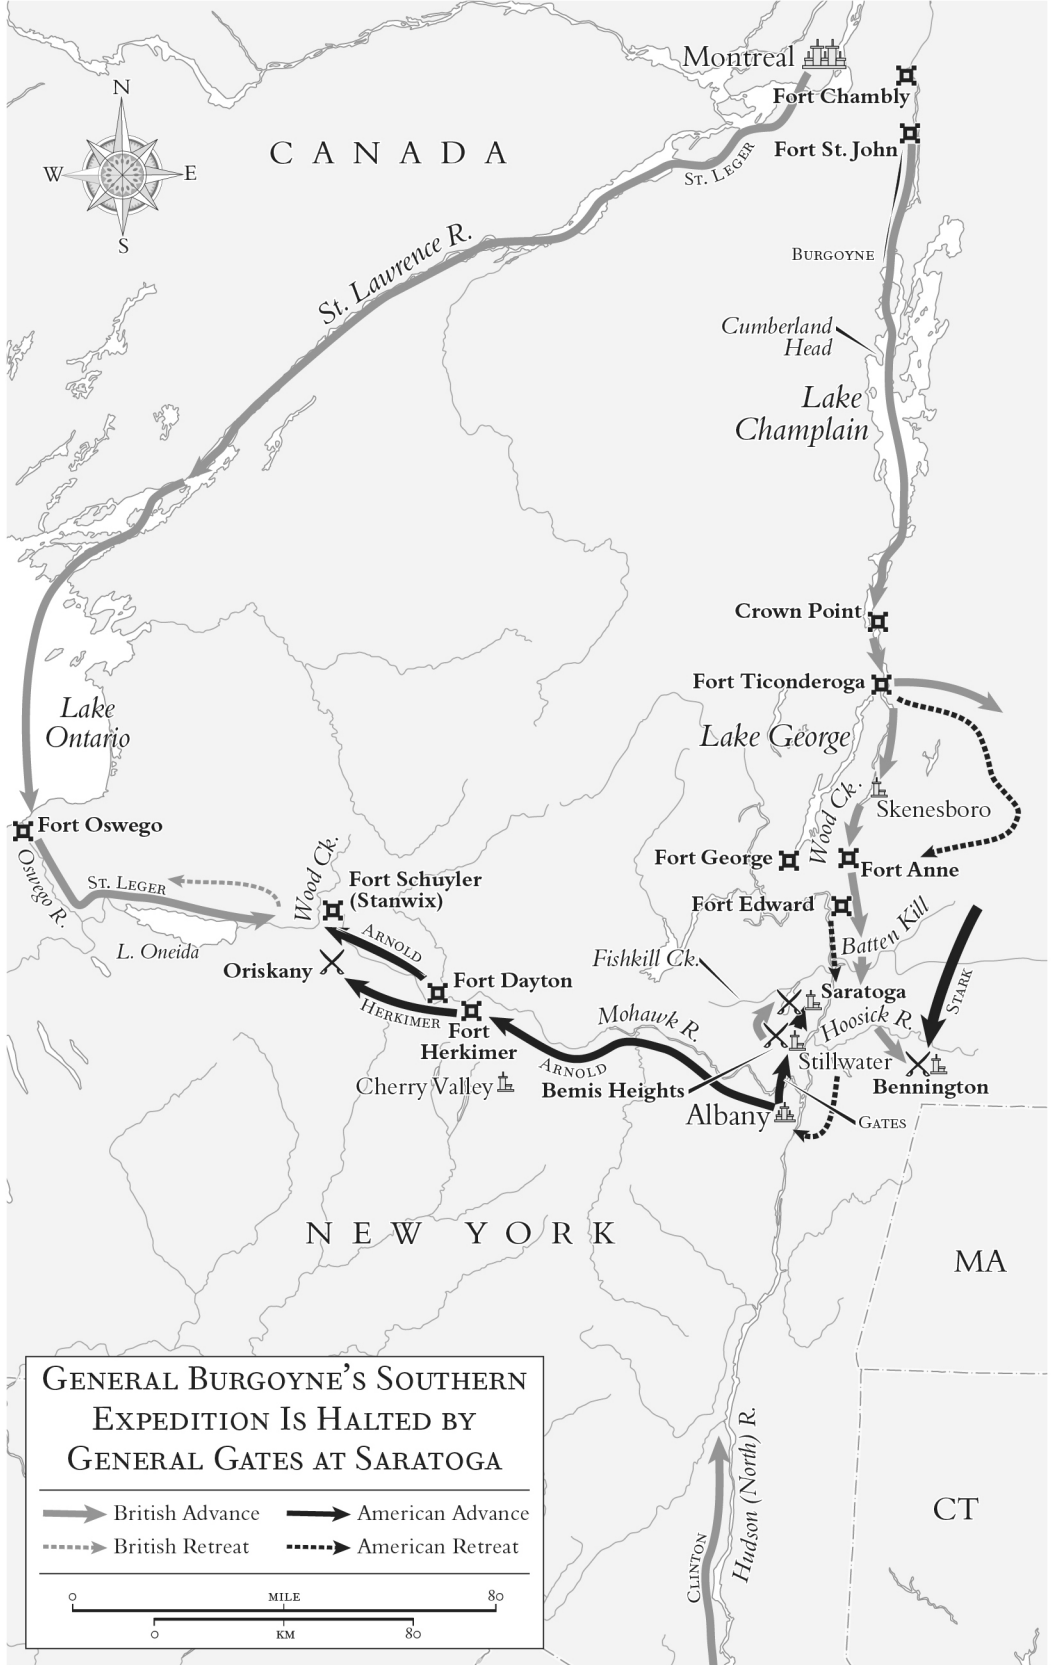 Montreal
Fort Chambly
N
W
E
S
CANADA
Fort St. John
St. Leger
St. Lawrence R.
Burgoyne
Cumberland
Head
Lake
Champlain
Crown Point
Fort Ticonderoga
Lake
Ontario
Lake George
Wood Ck.
Skenesboro
Fort Oswego
Oswego R.
St. Leger
Wood Ck.
Fort George
Fort Anne
Fort Schuyler
(Stanwix)
Fort Edward
Batten Kill
L. Oneida
Arnold
Oriskany
Fishkill Ck.
Fort Dayton
Saratoga
Stark
Herkimer
Fort
Herkimer
Mohawk R.
Hoosick R.
Arnold
Stillwater
Cherry Valley
Bemis Heights
Bennington
Albany
Gates
NEW YORK
MA
General Burgoyne's Southern
Expedition Is Halted by
General Gates at Saratoga
British Advance
American Advance
British Retreat
American Retreat
0 MILE 80
0 KM 80
Hudson (North) R.
Clinton
CT